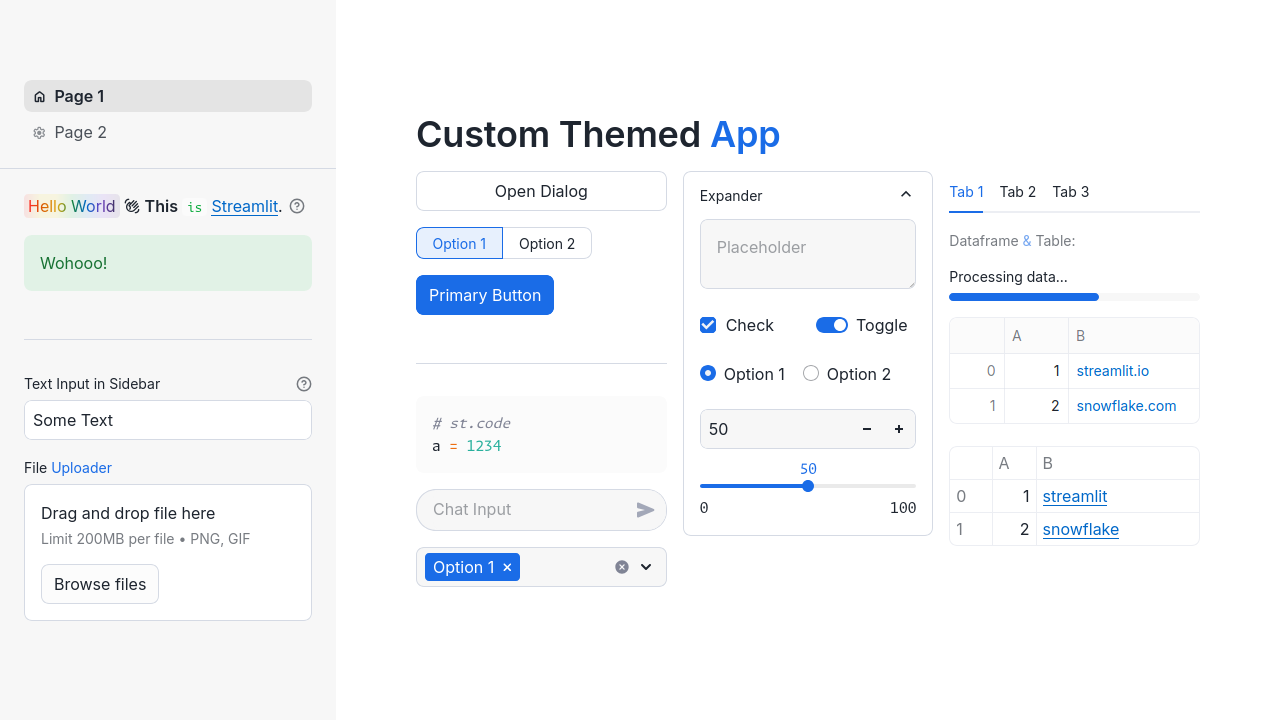 Page 1
Page 2
Hello World 👋 This is Streamlit.
Wohooo!
Text Input in Sidebar
Some Text
File Uploader
Drag and drop file here
Limit 200MB per file • PNG, GIF
Browse files
Custom Themed App
Open Dialog
Option 1 Option 2
Primary Button
# st.code
a = 1234
Chat Input
Option 1
Expander
Placeholder
Check Toggle
Option 1 Option 2
50
50
0 100
Tab 1 Tab 2 Tab 3
Dataframe & Table:
Processing data...
A B
0 1 streamlit.io
1 2 snowflake.com
A B
0 1 streamlit
1 2 snowflake